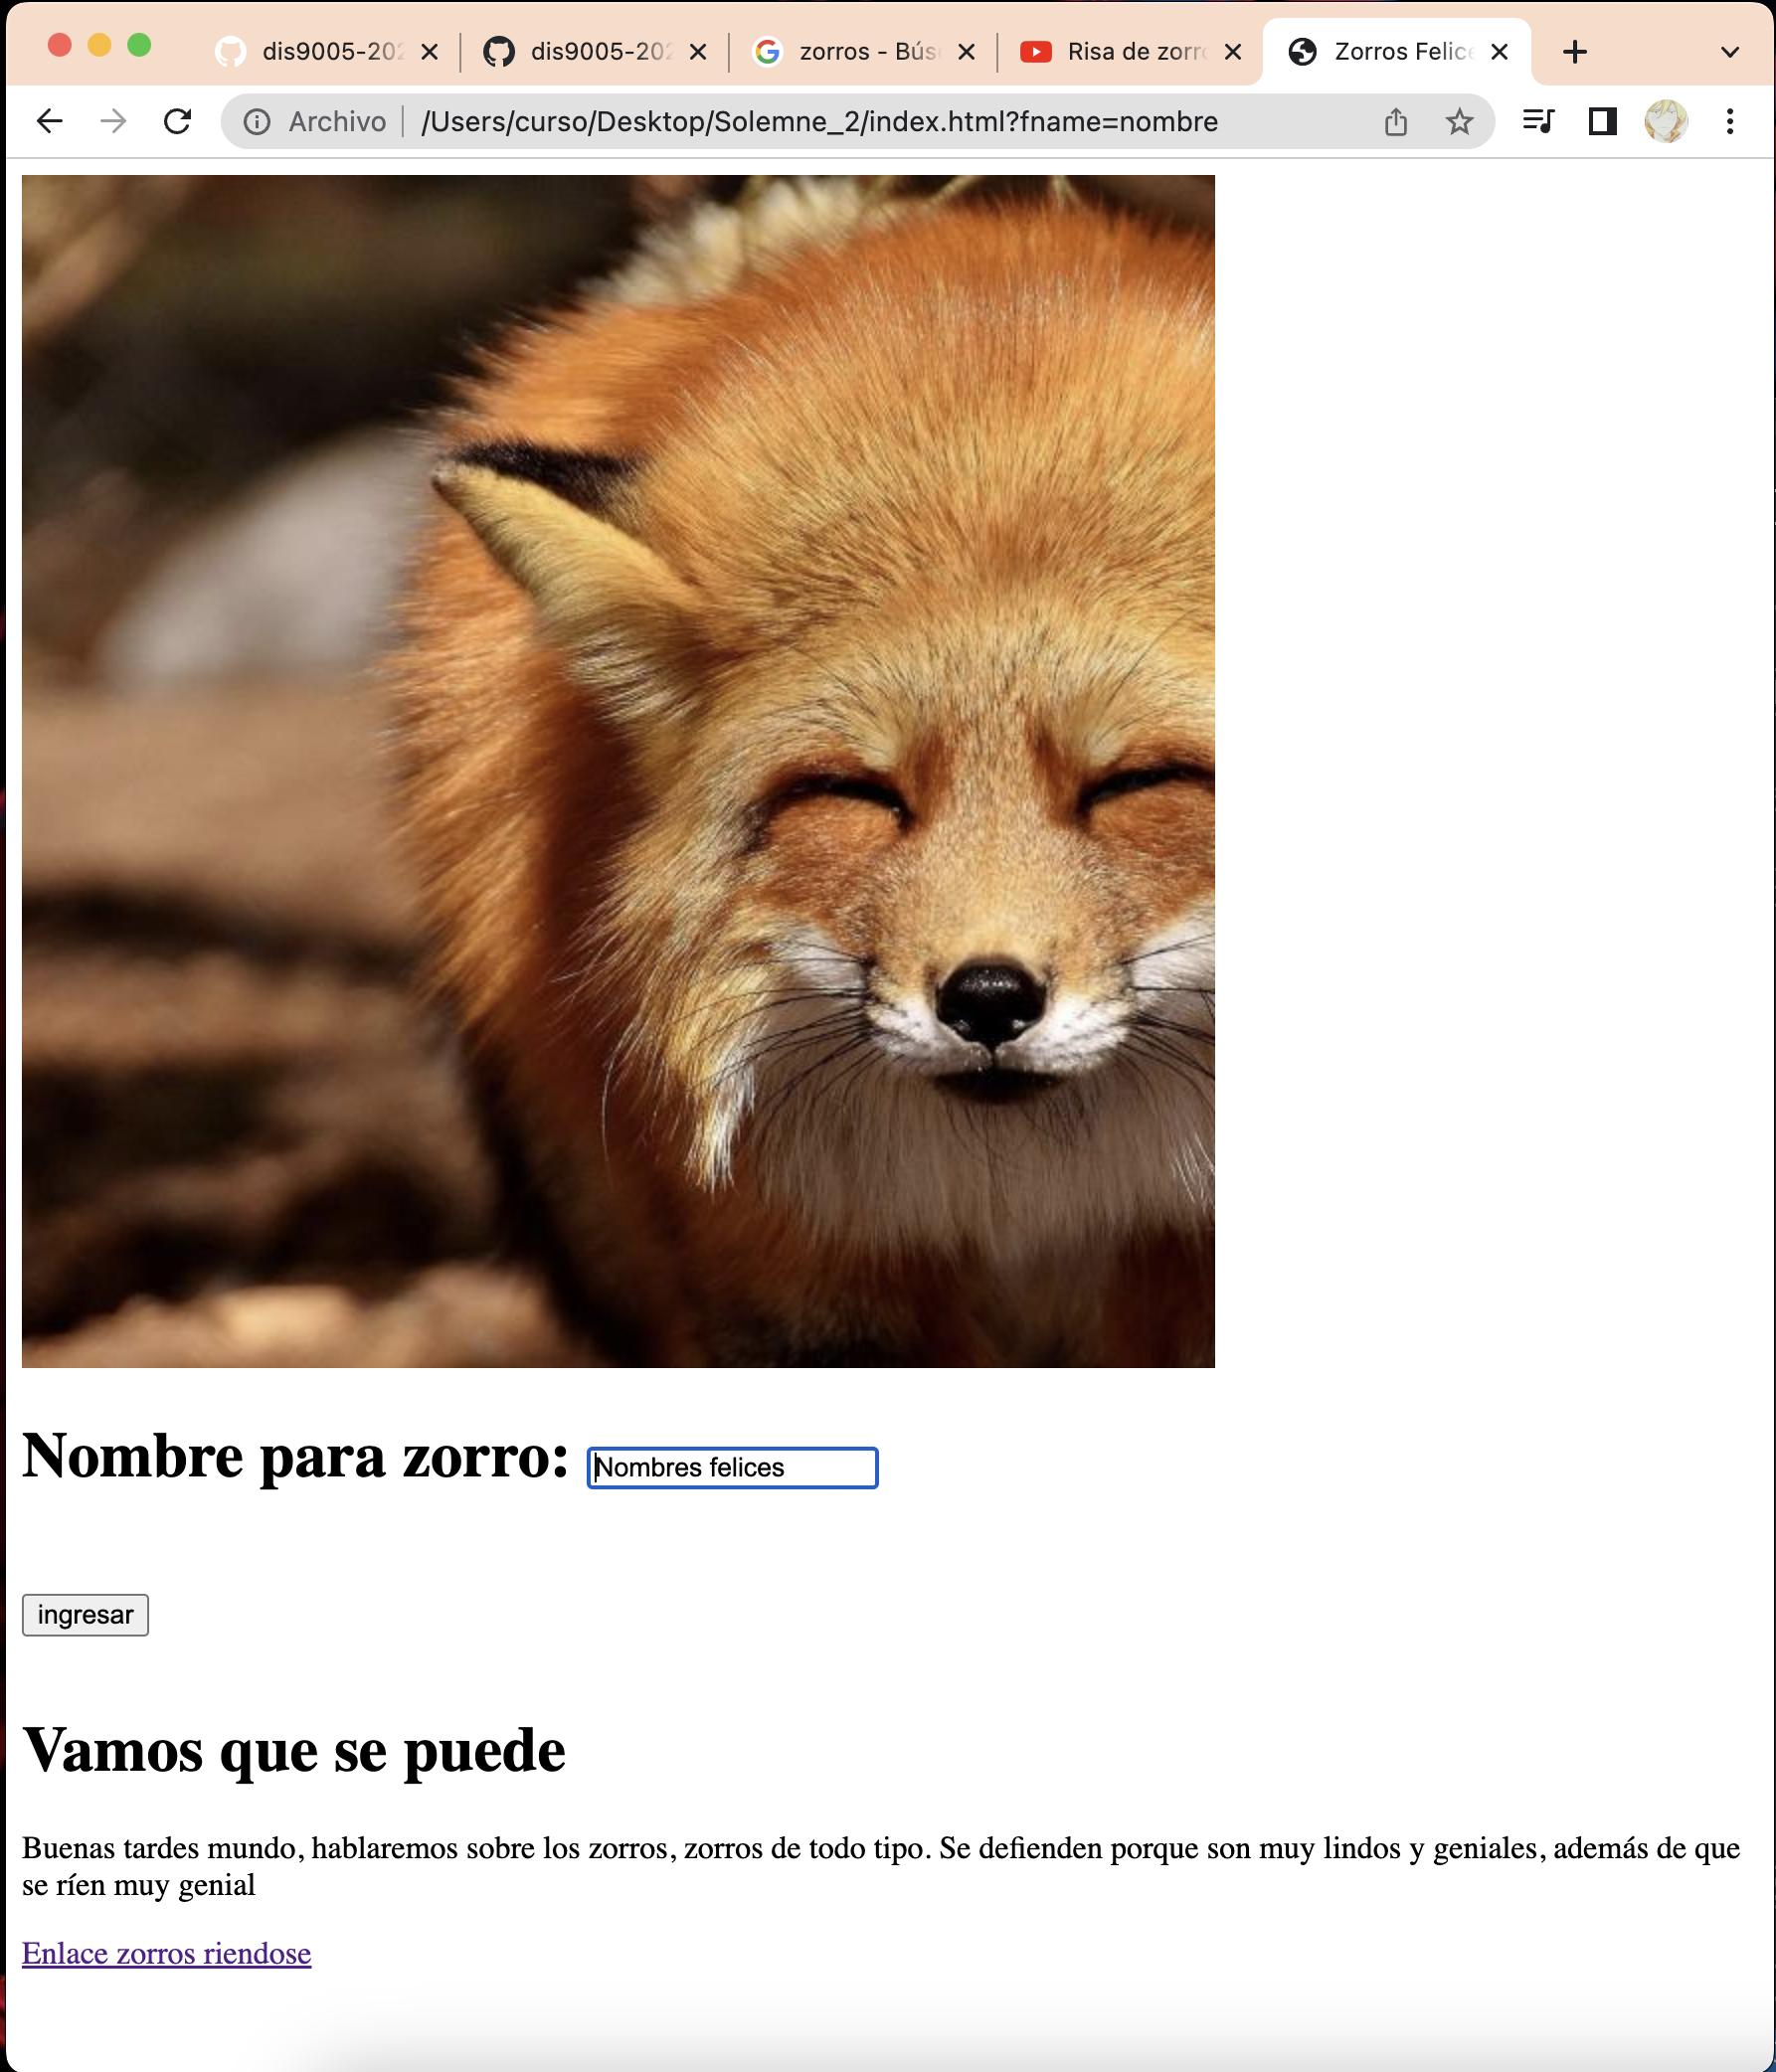 dis9005-202
dis9005-202
zorros - Bús
Risa de zorro
Zorros Felice
Archivo /Users/curso/Desktop/Solemne_2/index.html?fname=nombre
Nombre para zorro: Nombres felices
ingresar
Vamos que se puede
Buenas tardes mundo, hablaremos sobre los zorros, zorros de todo tipo. Se defienden porque son muy lindos y geniales, además de que
se ríen muy genial
Enlace zorros riendose